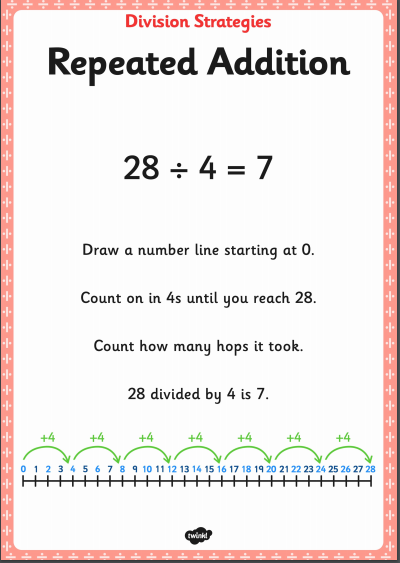 Division Strategies
Repeated Addition
28 ÷ 4 = 7
Draw a number line starting at 0.
Count on in 4s until you reach 28.
Count how many hops it took.
28 divided by 4 is 7.
+4 +4 +4 +4 +4 +4 +4
0 1 2 3 4 5 6 7 8 9 10 11 12 13 14 15 16 17 18 19 20 21 22 23 24 25 26 27 28
twinkl